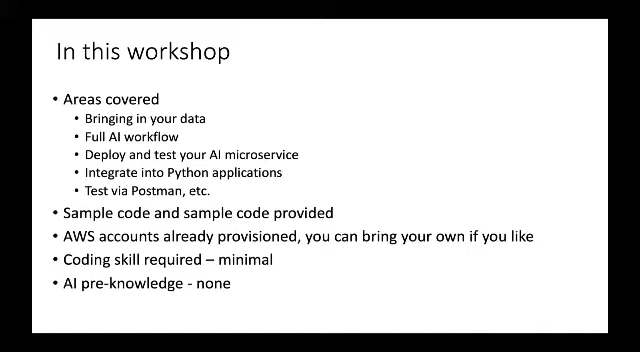 In this workshop
• Areas covered
• Bringing in your data
• Full AI workflow
• Deploy and test your AI microservice
• Integrate into Python applications
• Test via Postman, etc.
• Sample code and sample code provided
• AWS accounts already provisioned, you can bring your own if you like
• Coding skill required – minimal
• AI pre-knowledge - none